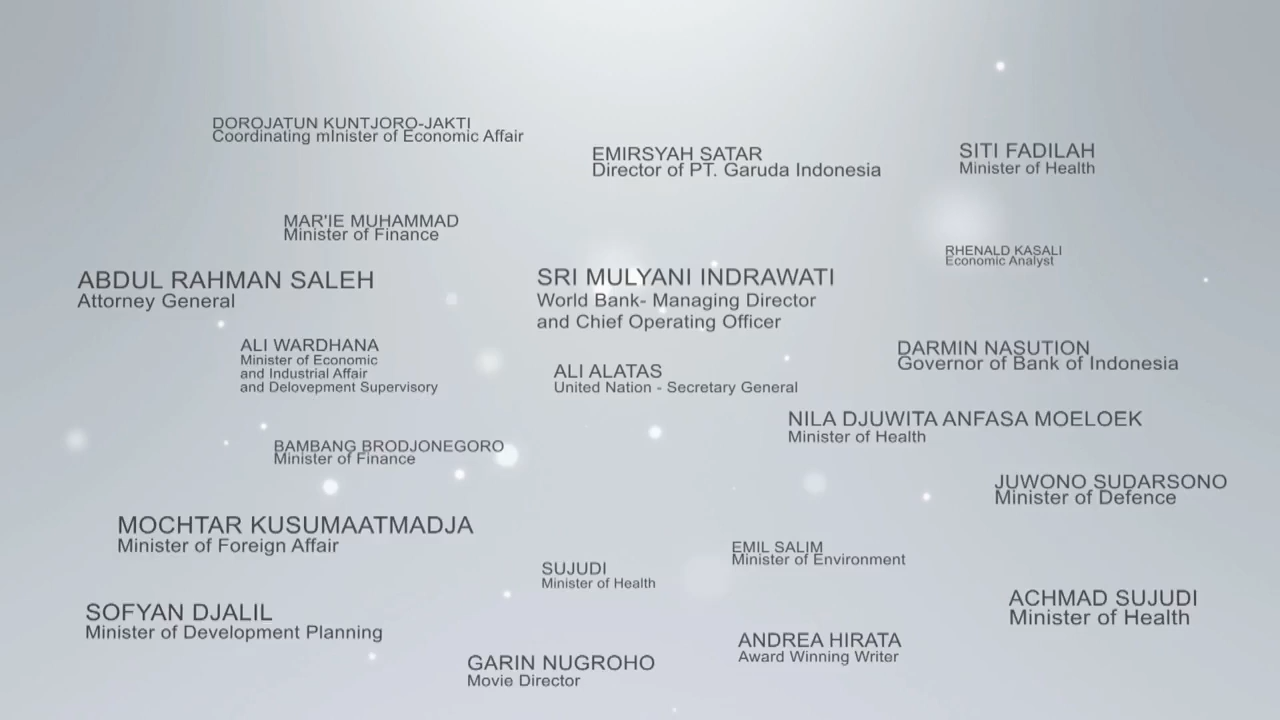 DOROJATUN KUNTJORO-JAKTI
Coordinating mInister of Economic Affair
EMIRSYAH SATAR
Director of PT. Garuda Indonesia
SITI FADILAH
Minister of Health
MAR'IE MUHAMMAD
Minister of Finance
RHENALD KASALI
Economic Analyst
ABDUL RAHMAN SALEH
Attorney General
SRI MULYANI INDRAWATI
World Bank- Managing Director
and Chief Operating Officer
ALI WARDHANA
Minister of Economic
and Industrial Affair
and Delovepment Supervisory
ALI ALATAS
United Nation - Secretary General
DARMIN NASUTION
Governor of Bank of Indonesia
NILA DJUWITA ANFASA MOELOEK
Minister of Health
BAMBANG BRODJONEGORO
Minister of Finance
JUWONO SUDARSONO
Minister of Defence
MOCHTAR KUSUMAATMADJA
Minister of Foreign Affair
EMIL SALIM
Minister of Environment
SUJUDI
Minister of Health
ACHMAD SUJUDI
Minister of Health
SOFYAN DJALIL
Minister of Development Planning
ANDREA HIRATA
Award Winning Writer
GARIN NUGROHO
Movie Director